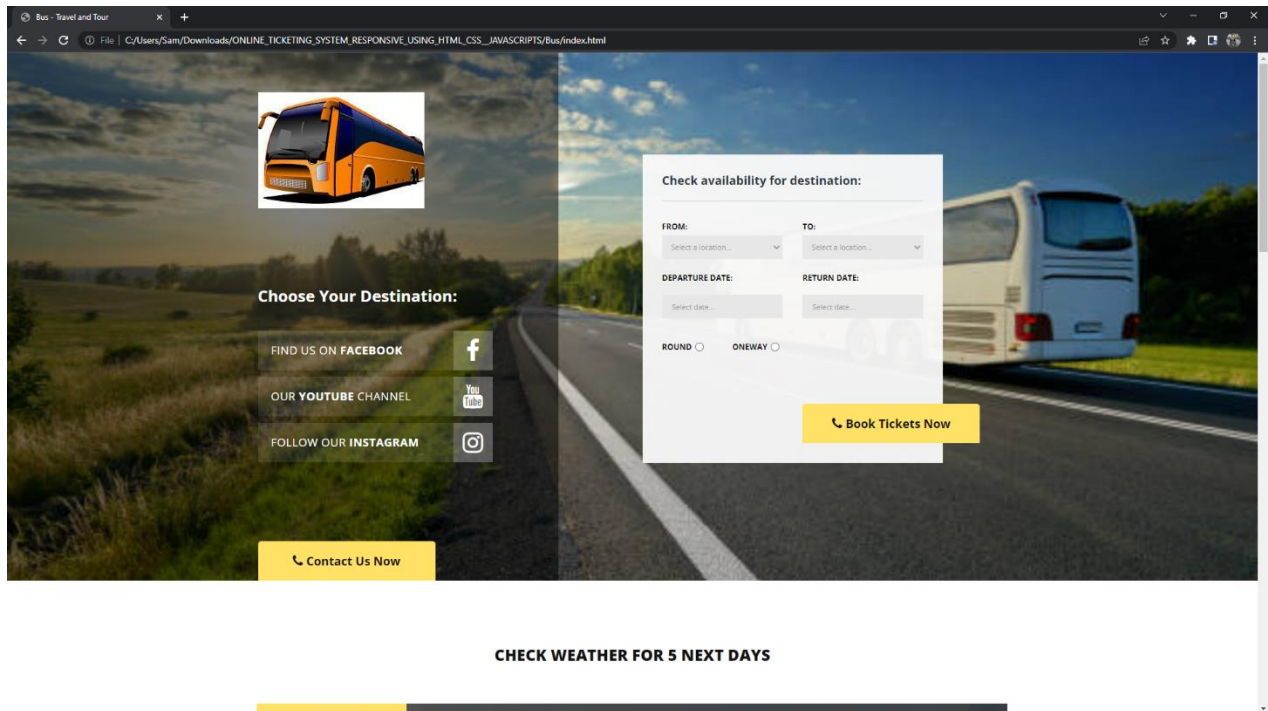 Bus - Travel and Tour
File | C:/Users/Sam/Downloads/ONLINE_TICKETING_SYSTEM_RESPONSIVE_USING_HTML_CSS__JAVASCRIPTS/Bus/index.html
Choose Your Destination:
FIND US ON FACEBOOK
OUR YOUTUBE CHANNEL
You
Tube
FOLLOW OUR INSTAGRAM
Contact Us Now
Check availability for destination:
FROM: TO:
Select a location... Select a location...
DEPARTURE DATE: RETURN DATE:
Select date... Select date...
ROUND ONEWAY
Book Tickets Now
CHECK WEATHER FOR 5 NEXT DAYS